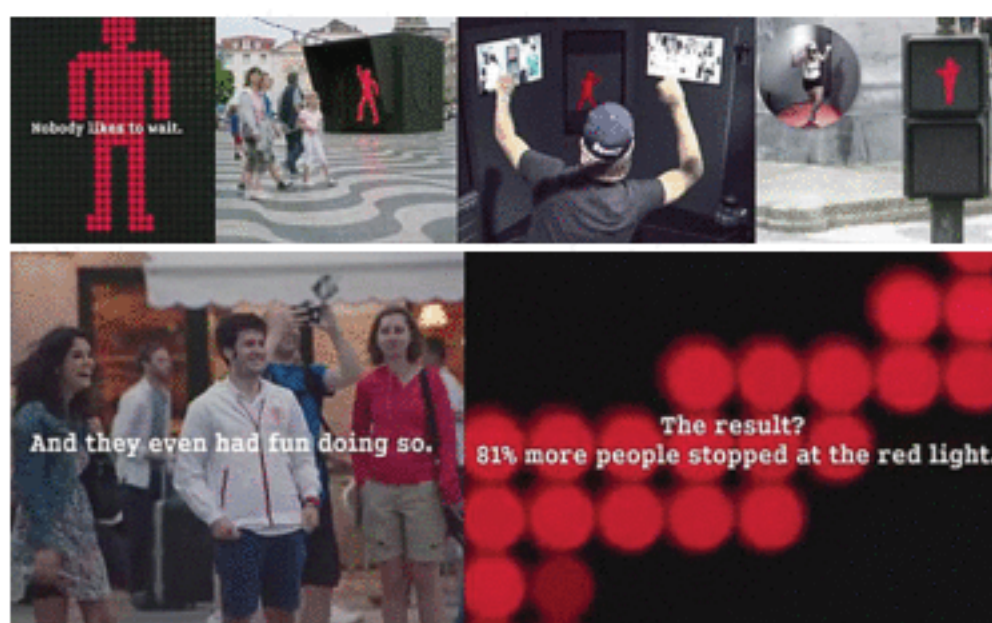 Nobody likes to wait.
And they even had fun doing so.
The result?
81% more people stopped at the red light.